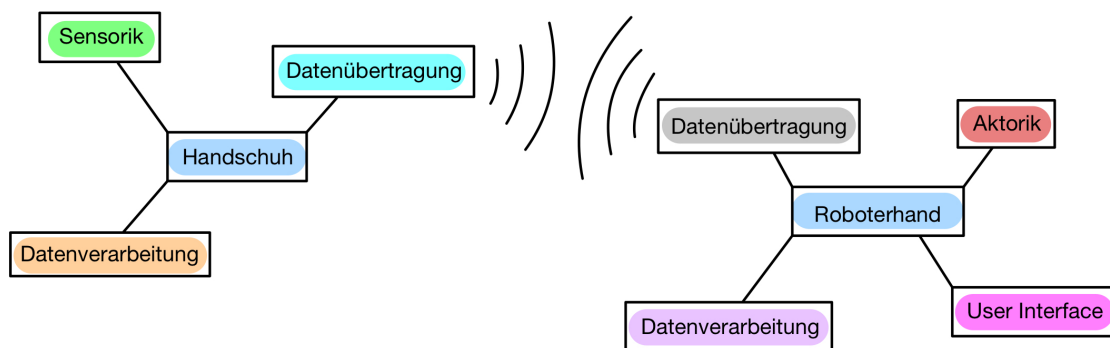 Sensorik
Datenübertragung
Handschuh
Datenverarbeitung
Datenübertragung
Aktorik
Roboterhand
User Interface
Datenverarbeitung